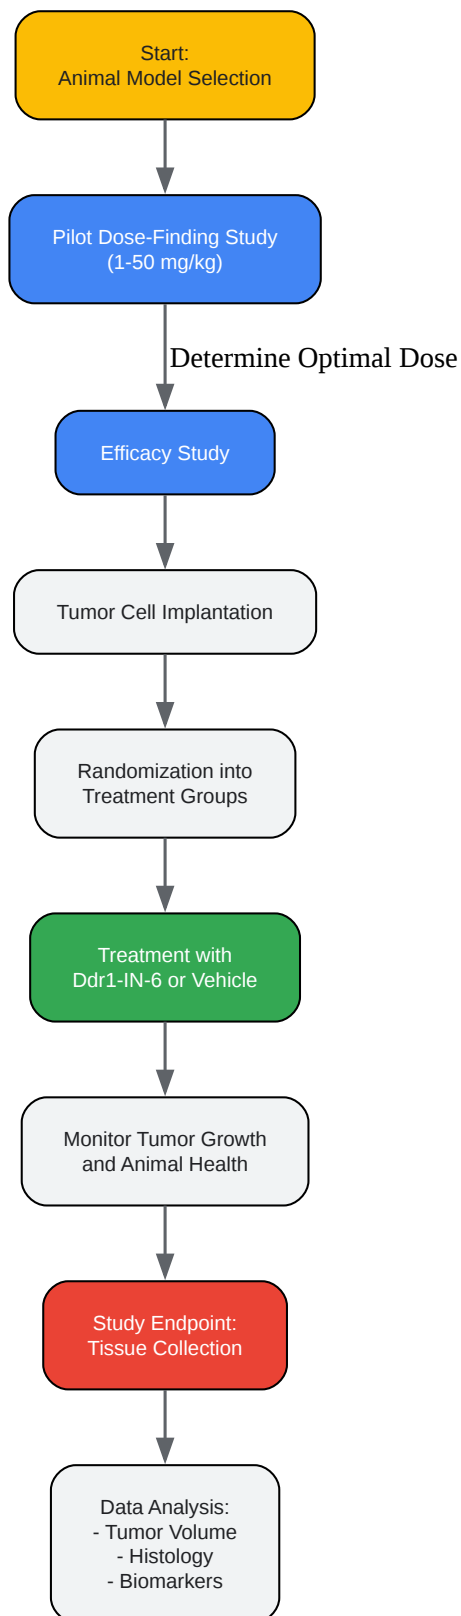 Start:
Animal Model Selection
Pilot Dose-Finding Study
(1-50 mg/kg)
Determine Optimal Dose
Efficacy Study
Tumor Cell Implantation
Randomization into
Treatment Groups
Treatment with
Ddr1-IN-6 or Vehicle
Monitor Tumor Growth
and Animal Health
Study Endpoint:
Tissue Collection
Data Analysis:
- Tumor Volume
- Histology
- Biomarkers